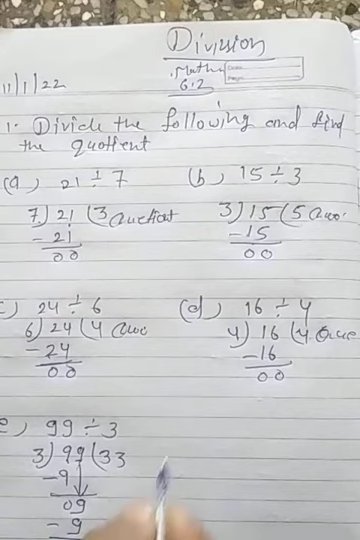 Division
11/1/22
Maths
6.2
1. Divide the following and find
the quotient
(a) 21 ÷ 7
(b) 15 ÷ 3
7) 21 (3
- 21
00
3) 15 (5
- 15
00
c) 24 ÷ 6
(d) 16 ÷ 4
6) 24 (4
- 24
00
4) 16 (4
- 16
00
e) 99 ÷ 3
3) 99 (33
- 9
09
- 9